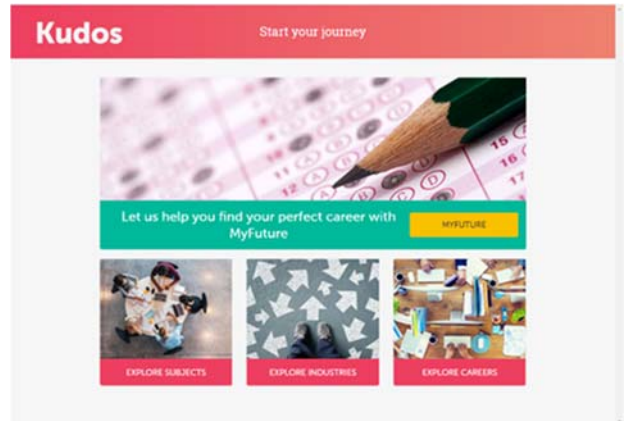 Kudos
Start your journey
Let us help you find your perfect career with
MyFuture
MYFUTURE
EXPLORE SUBJECTS
EXPLORE INDUSTRIES
EXPLORE CAREERS